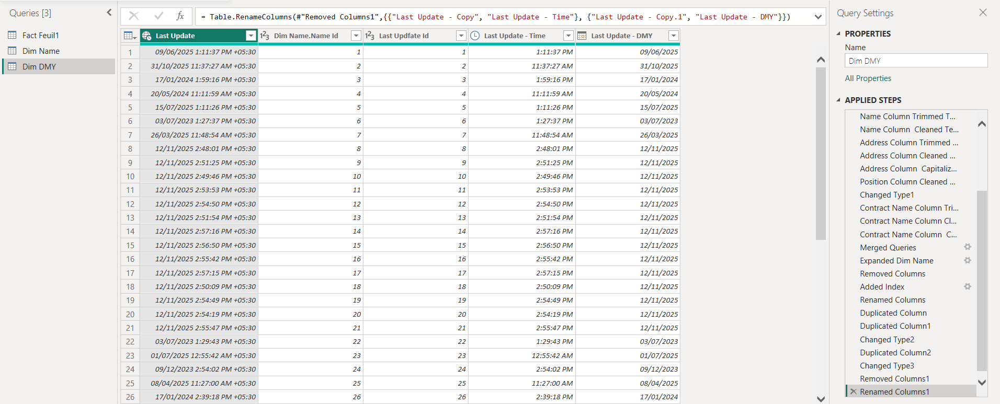 Queries [3]
Fact Feuil1
Dim Name
Dim DMY
fx
= Table.RenameColumns(#"Removed Columns1",{{"Last Update - Copy", "Last Update - Time"}, {"Last Update - Copy.1", "Last Update - DMY"}})
Last Update 123 Dim Name.Name Id 123 Last Updfate Id Last Update - Time Last Update - DMY
1 09/06/2025 1:11:37 PM +05:30 1 1 1:11:37 PM 09/06/2025
2 31/10/2025 11:37:27 AM +05:30 2 2 11:37:27 AM 31/10/2025
3 17/01/2024 1:59:16 PM +05:30 3 3 1:59:16 PM 17/01/2024
4 20/05/2024 11:11:59 AM +05:30 4 4 11:11:59 AM 20/05/2024
5 15/07/2025 1:11:26 PM +05:30 5 5 1:11:26 PM 15/07/2025
6 03/07/2023 1:27:37 PM +05:30 6 6 1:27:37 PM 03/07/2023
7 26/03/2025 11:48:54 AM +05:30 7 7 11:48:54 AM 26/03/2025
8 12/11/2025 2:48:01 PM +05:30 8 8 2:48:01 PM 12/11/2025
9 12/11/2025 2:51:25 PM +05:30 9 9 2:51:25 PM 12/11/2025
10 12/11/2025 2:49:46 PM +05:30 10 10 2:49:46 PM 12/11/2025
11 12/11/2025 2:53:53 PM +05:30 11 11 2:53:53 PM 12/11/2025
12 12/11/2025 2:54:50 PM +05:30 12 12 2:54:50 PM 12/11/2025
13 12/11/2025 2:51:54 PM +05:30 13 13 2:51:54 PM 12/11/2025
14 12/11/2025 2:57:16 PM +05:30 14 14 2:57:16 PM 12/11/2025
15 12/11/2025 2:56:50 PM +05:30 15 15 2:56:50 PM 12/11/2025
16 12/11/2025 2:55:42 PM +05:30 16 16 2:55:42 PM 12/11/2025
17 12/11/2025 2:57:15 PM +05:30 17 17 2:57:15 PM 12/11/2025
18 12/11/2025 2:50:09 PM +05:30 18 18 2:50:09 PM 12/11/2025
19 12/11/2025 2:54:49 PM +05:30 19 19 2:54:49 PM 12/11/2025
20 12/11/2025 2:54:19 PM +05:30 20 20 2:54:19 PM 12/11/2025
21 12/11/2025 2:55:47 PM +05:30 21 21 2:55:47 PM 12/11/2025
22 03/07/2023 1:29:43 PM +05:30 22 22 1:29:43 PM 03/07/2023
23 01/07/2025 12:55:42 AM +05:30 23 23 12:55:42 AM 01/07/2025
24 09/12/2023 2:54:02 PM +05:30 24 24 2:54:02 PM 09/12/2023
25 08/04/2025 11:27:00 AM +05:30 25 25 11:27:00 AM 08/04/2025
26 17/01/2024 2:39:18 PM +05:30 26 26 2:39:18 PM 17/01/2024
Query Settings
PROPERTIES
Name
Dim DMY
All Properties
APPLIED STEPS
Name Column Trimmed T...
Name Column  Cleaned Te...
Address Column Trimmed ...
Address Column Cleaned ...
Address Column  Capitaliz...
Position Column Cleaned ...
Changed Type1
Contract Name Column Tri...
Contract Name Column Cl...
Contract Name Column  C...
Merged Queries
Expanded Dim Name
Removed Columns
Added Index
Renamed Columns
Duplicated Column
Duplicated Column1
Changed Type2
Duplicated Column2
Changed Type3
Removed Columns1
Renamed Columns1